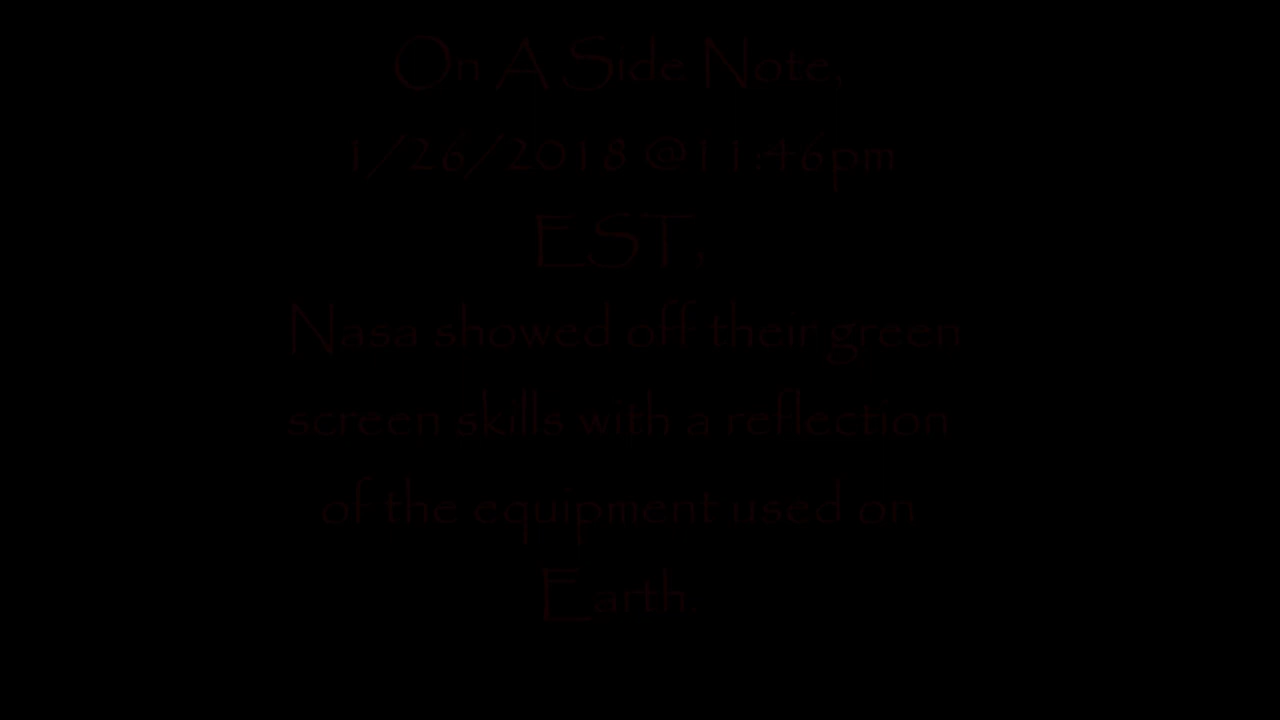 On A Side Note,
1/26/2018 @11:46pm
EST,
Nasa showed off their green
screen skills with a reflection
of the equipment used on
Earth.